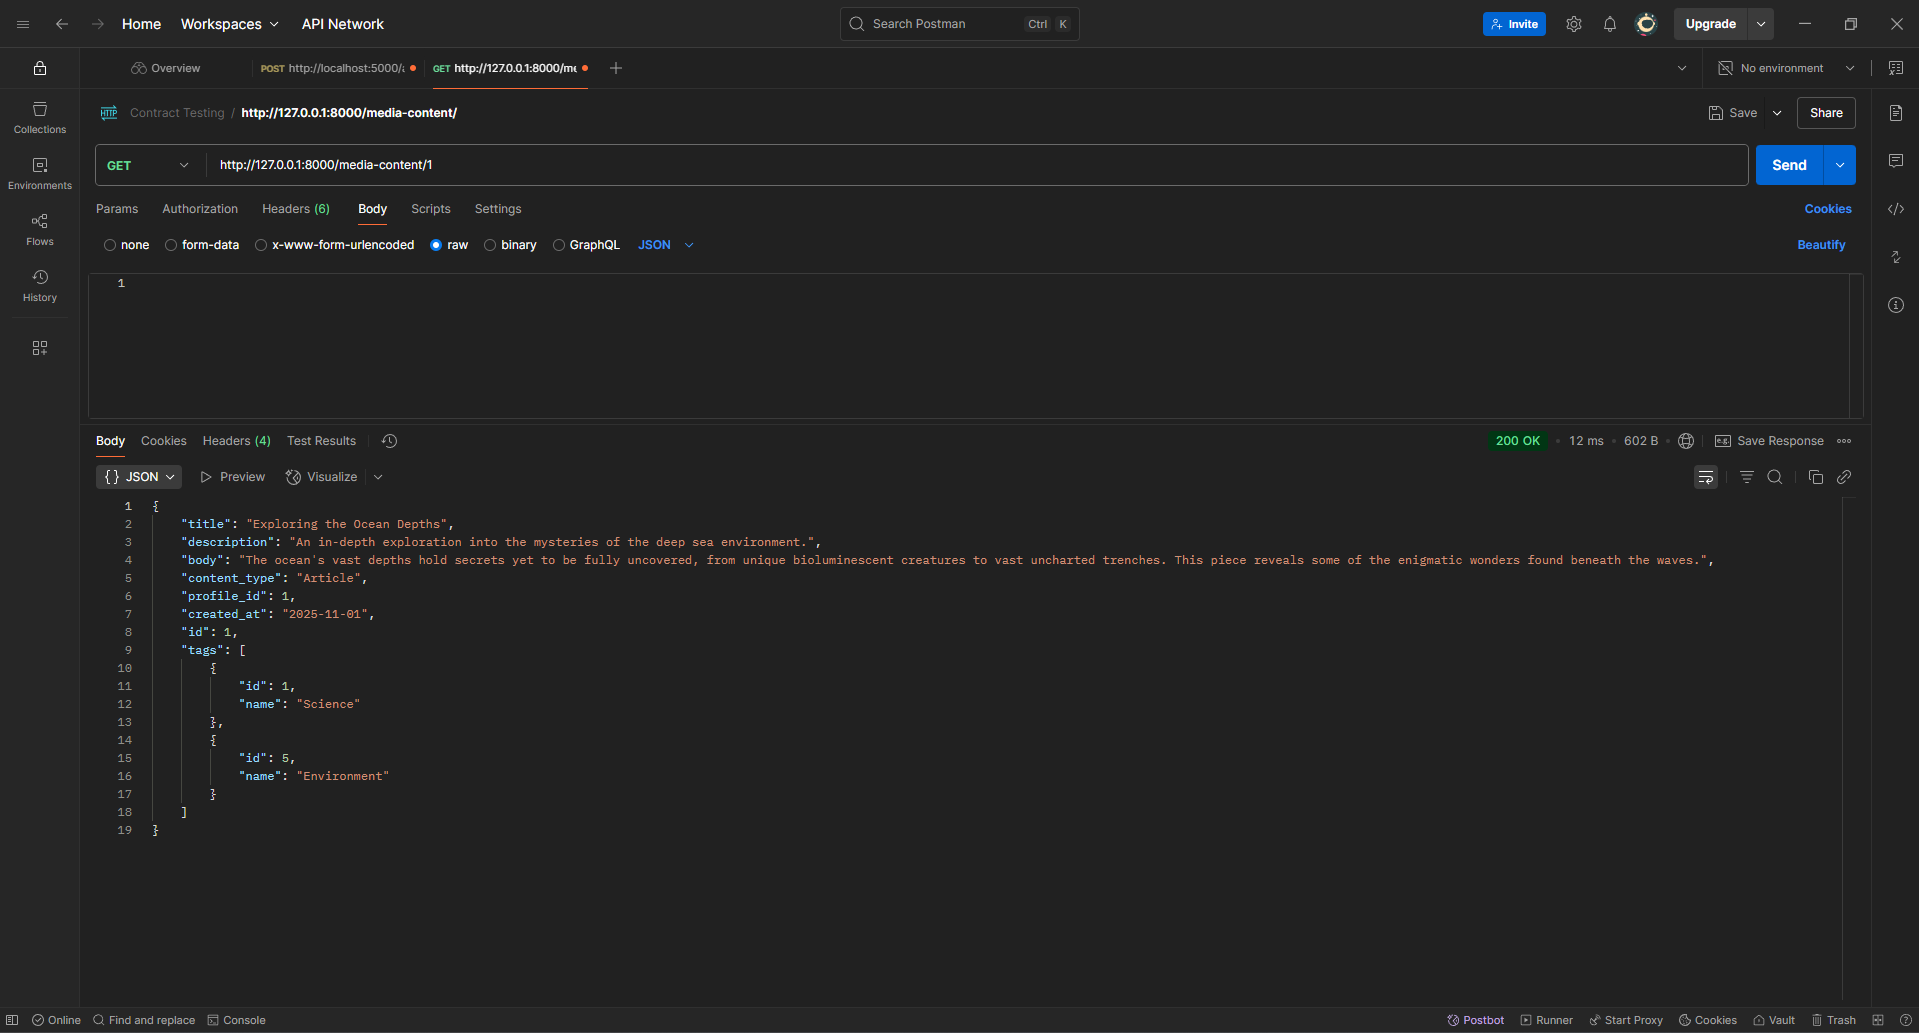 Home Workspaces API Network Search Postman Ctrl K Invite Upgrade
Overview POST http://localhost:5000/ GET http://127.0.0.1:8000/me No environment
HTTP Contract Testing / http://127.0.0.1:8000/media-content/ Save Share
GET http://127.0.0.1:8000/media-content/1 Send
Params Authorization Headers (6) Body Scripts Settings Cookies
none form-data x-www-form-urlencoded raw binary GraphQL JSON Beautify
1
Collections
Environments
Flows
History
Body Cookies Headers (4) Test Results 200 OK • 12 ms • 602 B • e.g. Save Response
{} JSON Preview Visualize
1 {
2 "title": "Exploring the Ocean Depths",
3 "description": "An in-depth exploration into the mysteries of the deep sea environment.",
4 "body": "The ocean's vast depths hold secrets yet to be fully uncovered, from unique bioluminescent creatures to vast uncharted trenches. This piece reveals some of the enigmatic wonders found beneath the waves.",
5 "content_type": "Article",
6 "profile_id": 1,
7 "created_at": "2025-11-01",
8 "id": 1,
9 "tags": [
10 {
11 "id": 1,
12 "name": "Science"
13 },
14 {
15 "id": 5,
16 "name": "Environment"
17 }
18 ]
19 }
Online Find and replace Console Postbot Runner Start Proxy Cookies Vault Trash